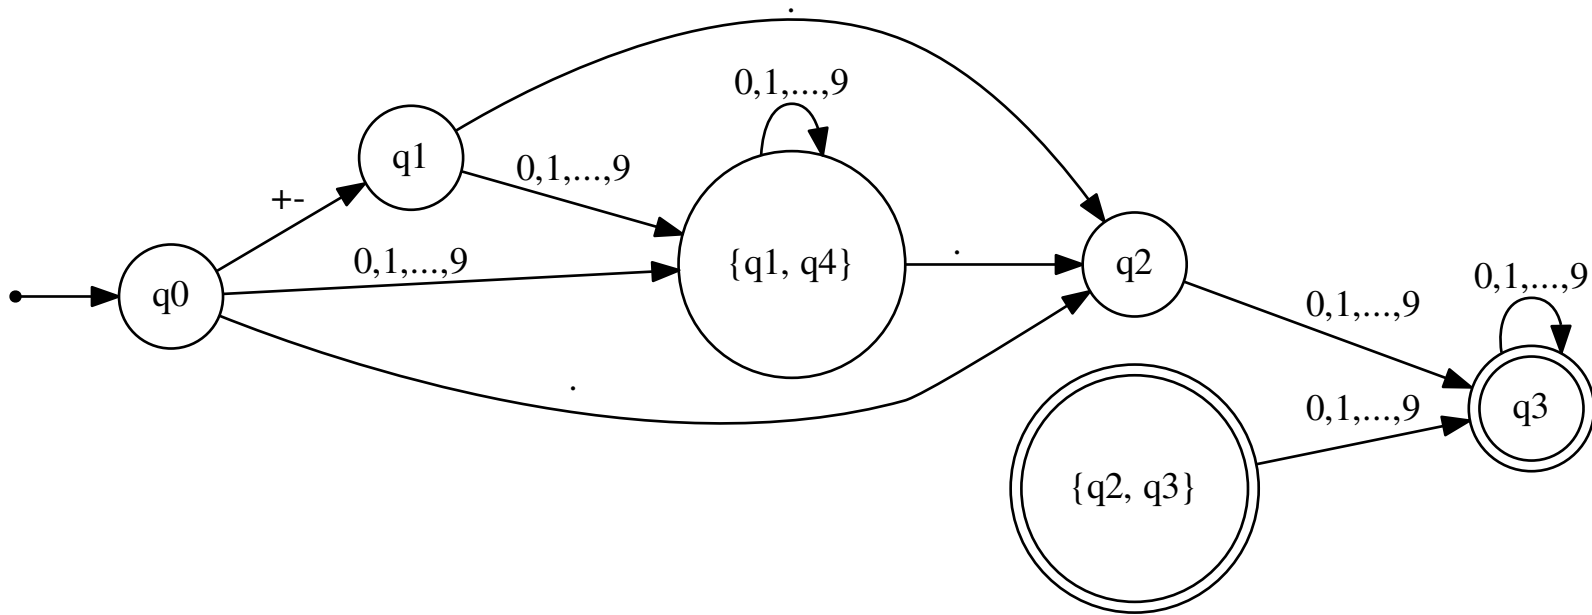 .
0,1,...,9
q1
0,1,...,9
+-
q0
0,1,...,9
{q1, q4}
.
q2
0,1,...,9
0,1,...,9
.
0,1,...,9
q3
{q2, q3}